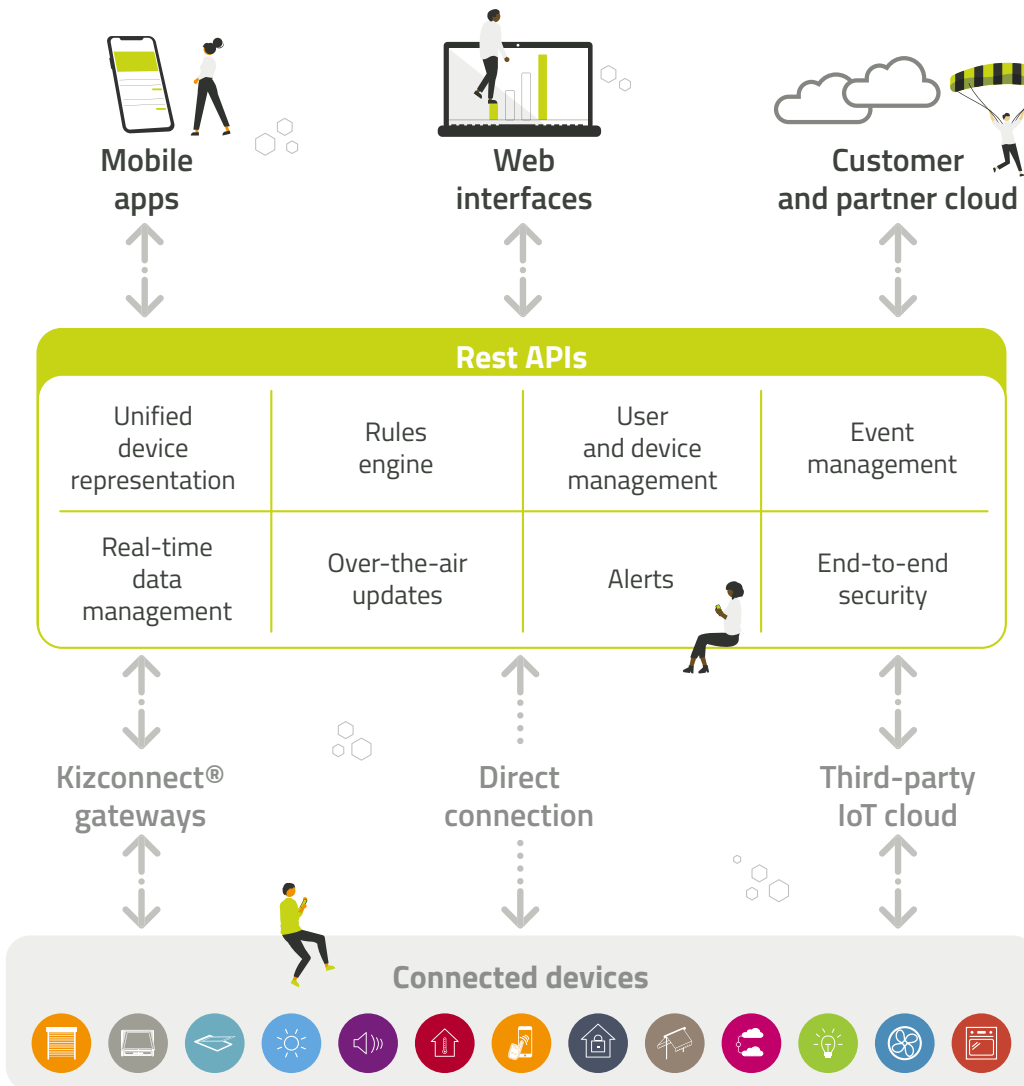 Mobile
apps
Web
interfaces
Customer
and partner cloud
Rest APIs
Unified
device
representation
Rules
engine
User
and device
management
Event
management
Real-time
data
management
Over-the-air
updates
Alerts
End-to-end
security
Kizconnect®
gateways
Direct
connection
Third-party
IoT cloud
Connected devices